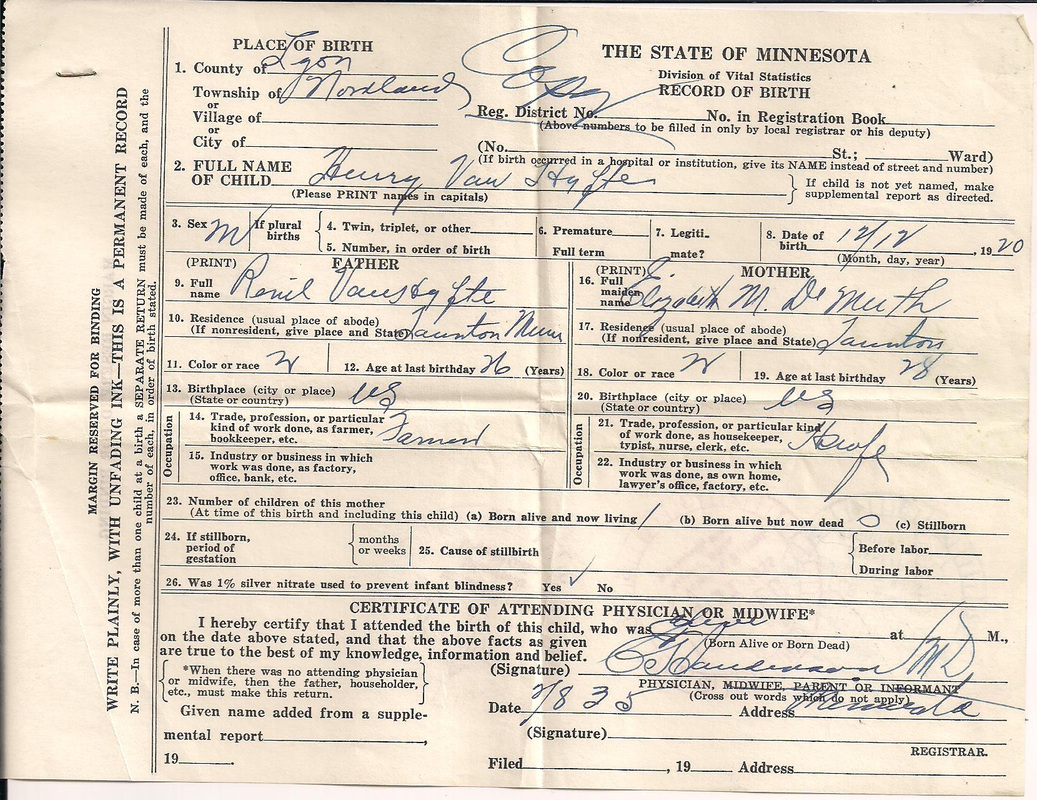 PLACE OF BIRTH
1. County of Lyon
Township of Nordland
or
Village of
or
City of
Copy
THE STATE OF MINNESOTA
Division of Vital Statistics
RECORD OF BIRTH
Reg. District No. No. in Registration Book
(Above numbers to be filled in only by local registrar or his deputy)
(No. St.; Ward)
(If birth occurred in a hospital or institution, give its NAME instead of street and number)
2. FULL NAME
OF CHILD Henry Van Hyfte
(Please PRINT names in capitals)
If child is not yet named, make
supplemental report as directed.
3. Sex M
If plural
births
4. Twin, triplet, or other
5. Number, in order of birth
6. Premature
Full term
7. Legiti-
mate?
8. Date of
birth 12/12, 1920
(Month, day, year)
(PRINT) FATHER
9. Full
name Remil Van Hyfte
10. Residence (usual place of abode)
(If nonresident, give place and State) Taunton Minn
11. Color or race W
12. Age at last birthday 26 (Years)
13. Birthplace (city or place)
(State or country) US
Occupation
14. Trade, profession, or particular
kind of work done, as farmer,
bookkeeper, etc. Farmer
15. Industry or business in which
work was done, as factory,
office, bank, etc.
(PRINT) MOTHER
16. Full
maiden
name Elizabeth M. De Muth
17. Residence (usual place of abode)
(If nonresident, give place and State) Taunton
18. Color or race W
19. Age at last birthday 28 (Years)
20. Birthplace (city or place)
(State or country) US
Occupation
21. Trade, profession, or particular kind
of work done, as housekeeper,
typist, nurse, clerk, etc. Hwife
22. Industry or business in which
work was done, as own home,
lawyer's office, factory, etc.
23. Number of children of this mother
(At time of this birth and including this child) (a) Born alive and now living 1 (b) Born alive but now dead 0 (c) Stillborn
24. If stillborn,
period of
gestation
months
or weeks
25. Cause of stillbirth
Before labor
During labor
26. Was 1% silver nitrate used to prevent infant blindness? Yes ✓ No
CERTIFICATE OF ATTENDING PHYSICIAN OR MIDWIFE*
I hereby certify that I attended the birth of this child, who was alive at M.,
(Born Alive or Born Dead)
on the date above stated, and that the above facts as given
are true to the best of my knowledge, information and belief.
(Signature) MD
PHYSICIAN, MIDWIFE, PARENT OR INFORMANT
(Cross out words which do not apply)
*When there was no attending physician
or midwife, then the father, householder,
etc., must make this return.
Date Address Minneota
Given name added from a supple-
mental report,
19.
(Signature)
REGISTRAR.
Filed, 19 Address
MARGIN RESERVED FOR BINDING
WRITE PLAINLY, WITH UNFADING INK—THIS IS A PERMANENT RECORD
N. B.—In case of more than one child at a birth a SEPARATE RETURN must be made of each, and the
number of each, in order of birth stated.